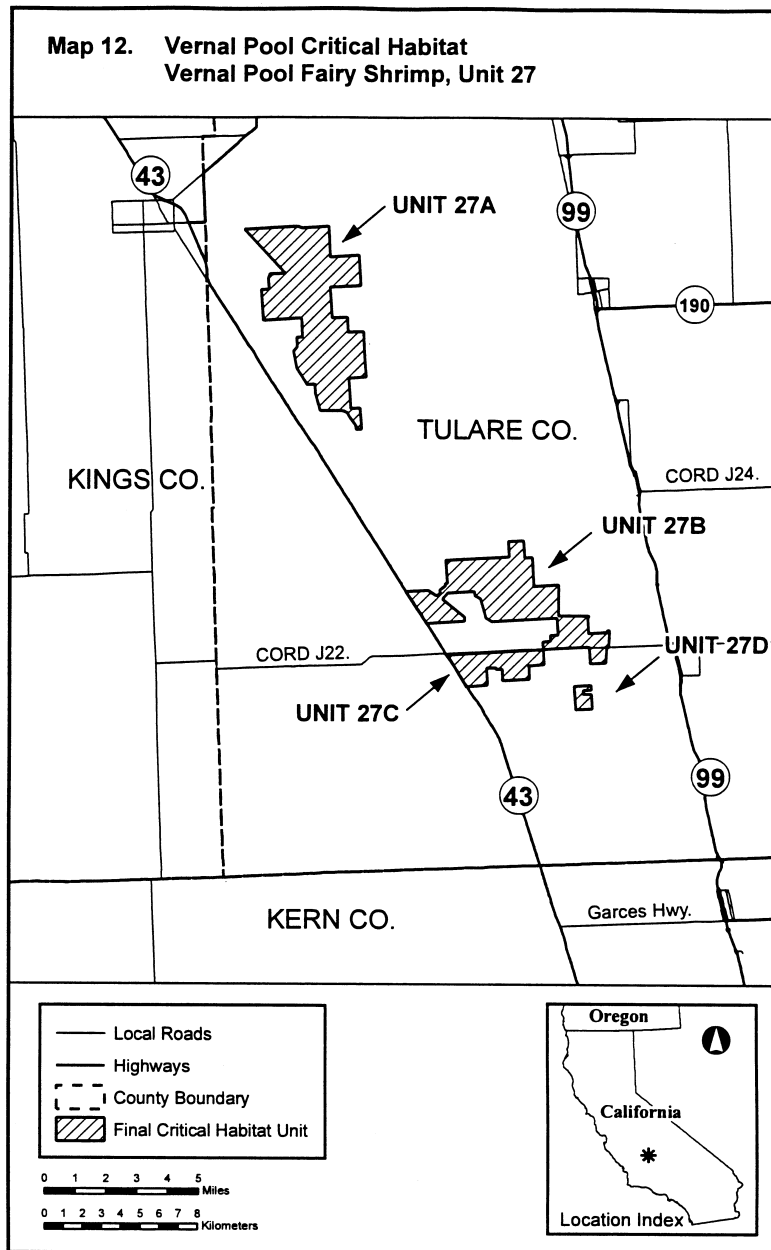 Map 12. Vernal Pool Critical Habitat
Vernal Pool Fairy Shrimp, Unit 27
43
UNIT 27A
99
190
TULARE CO.
KINGS CO.
CORD J24.
UNIT 27B
CORD J22.
UNIT 27D
UNIT 27C
43
99
KERN CO.
Garces Hwy.
Local Roads
Highways
County Boundary
Final Critical Habitat Unit
0 1 2 3 4 5
Miles
0 1 2 3 4 5 6 7 8
Kilometers
Oregon
California
Location Index